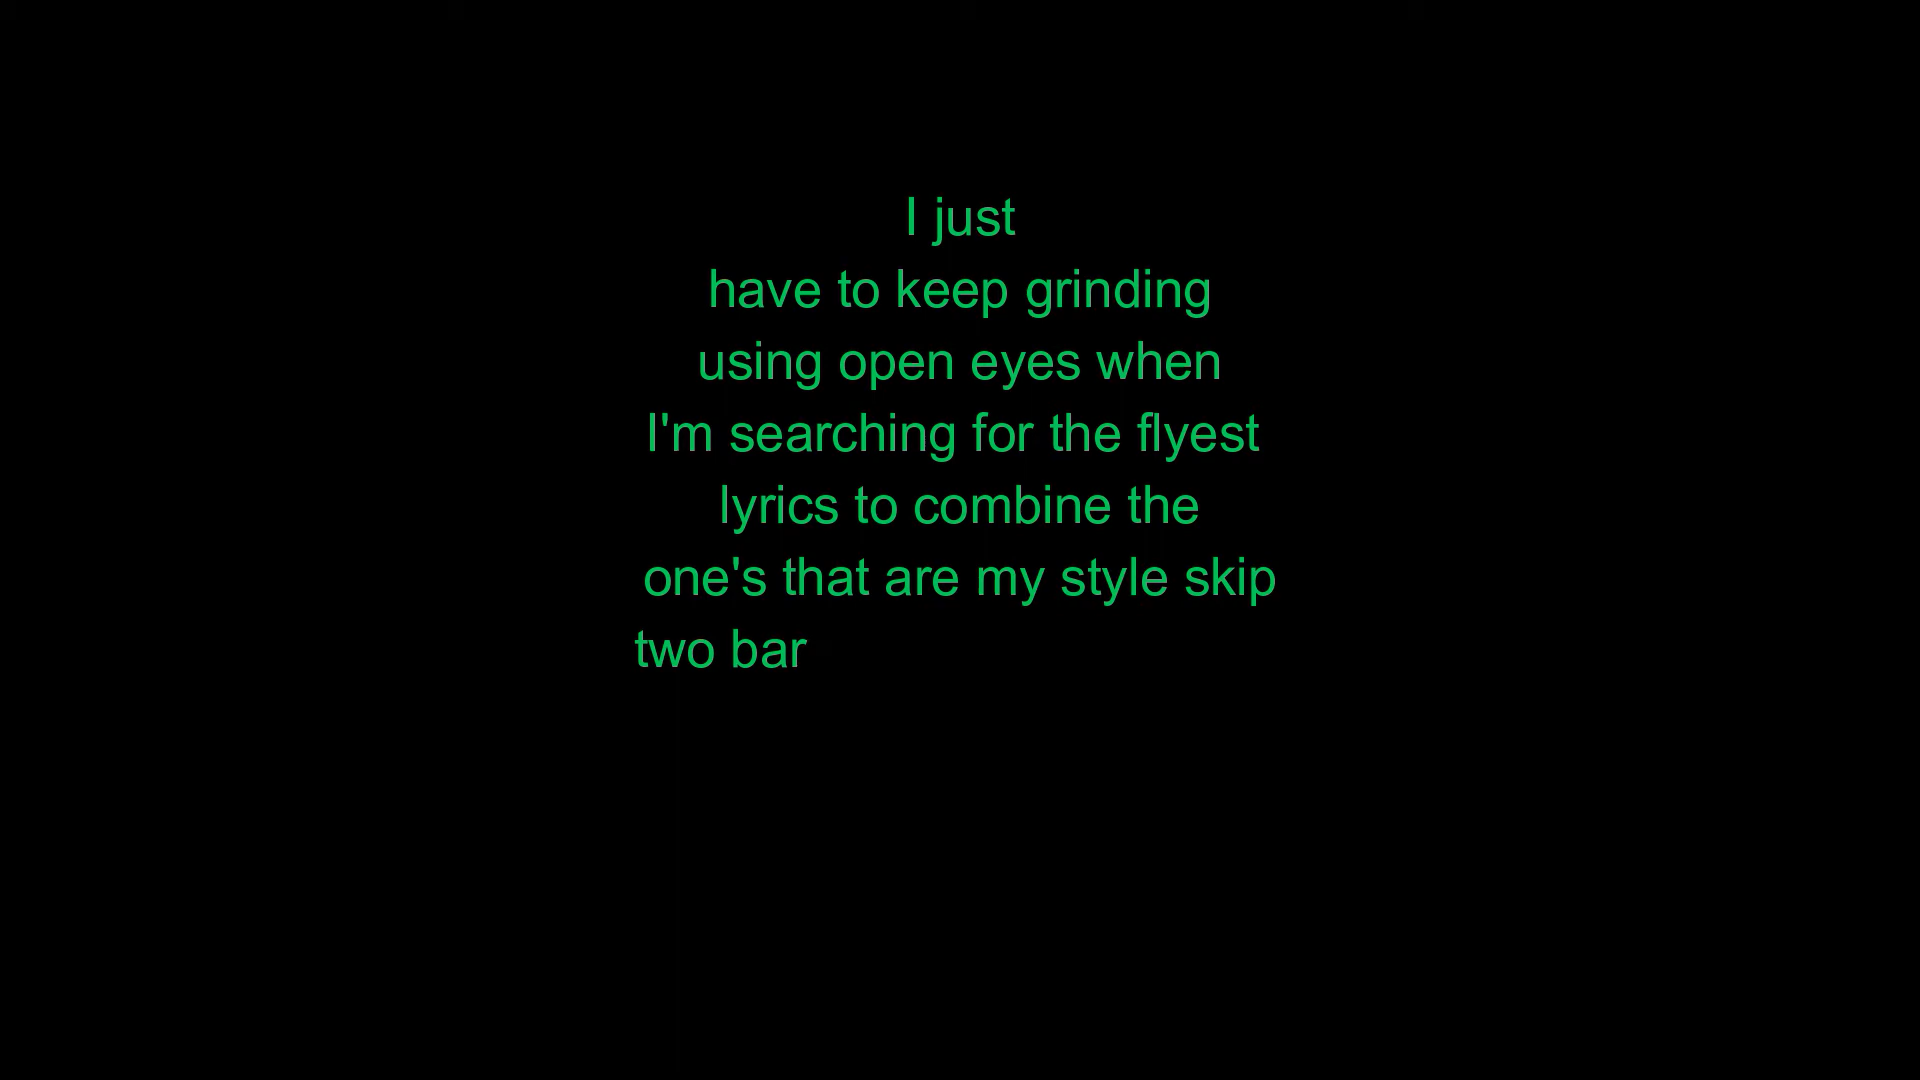 I just
have to keep grinding
using open eyes when
I'm searching for the flyest
lyrics to combine the
one's that are my style skip
two bar